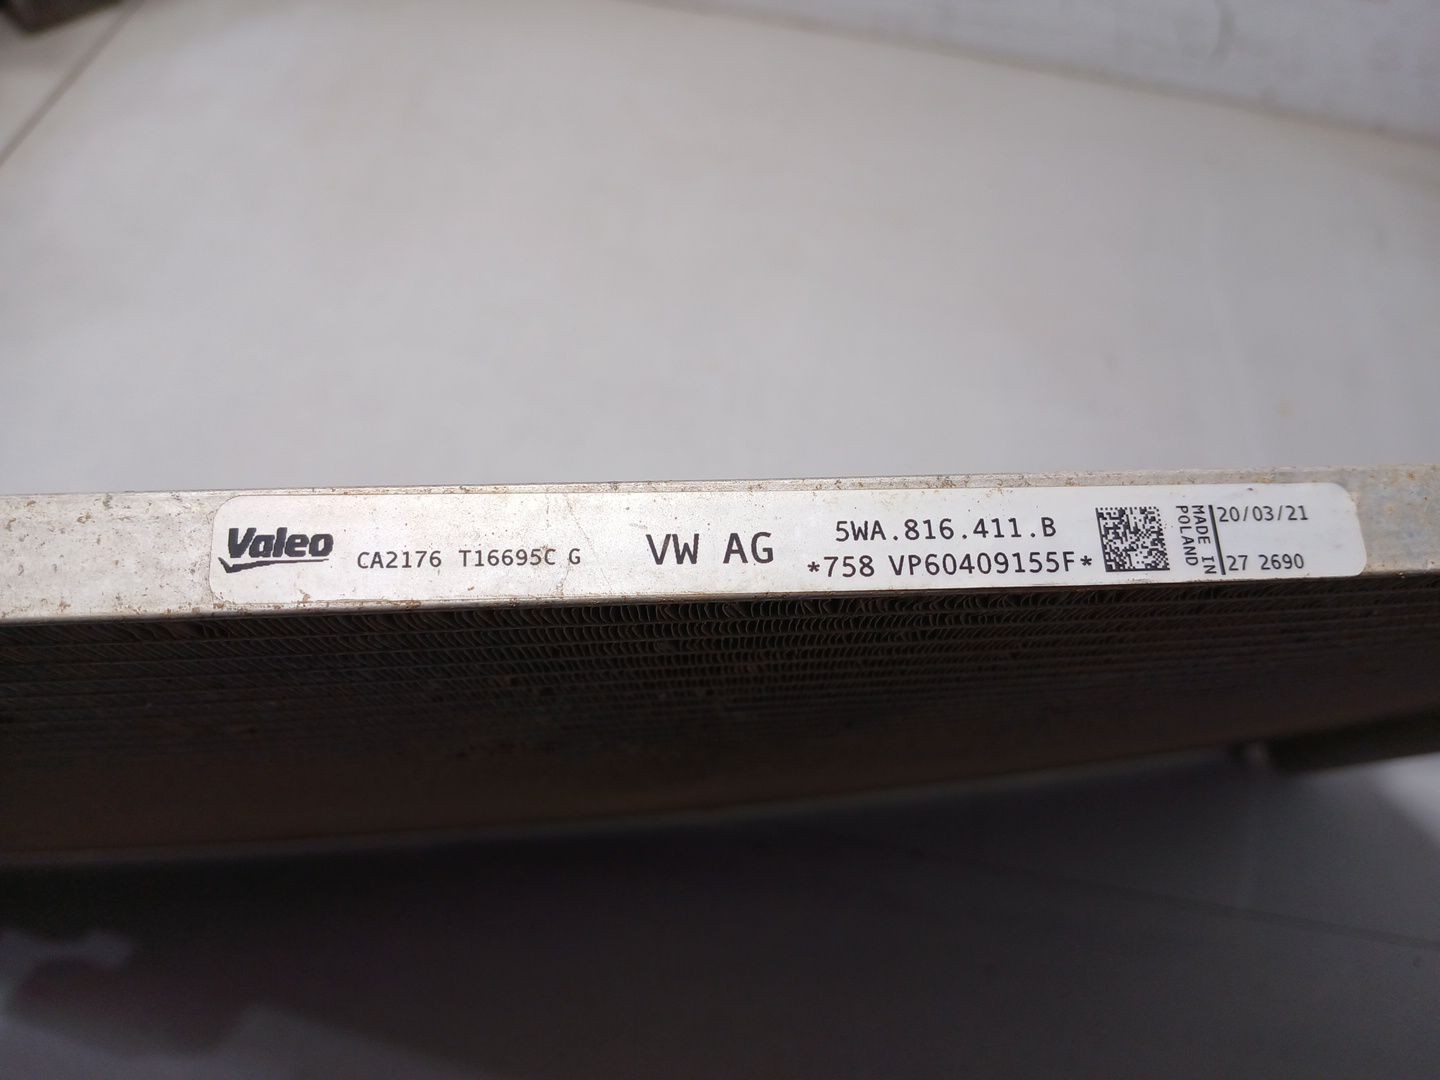 Valeo CA2176 T16695C G VW AG
5WA.816.411.B
*758 VP60409155F*
MADE IN
POLAND
20/03/21
27 2690